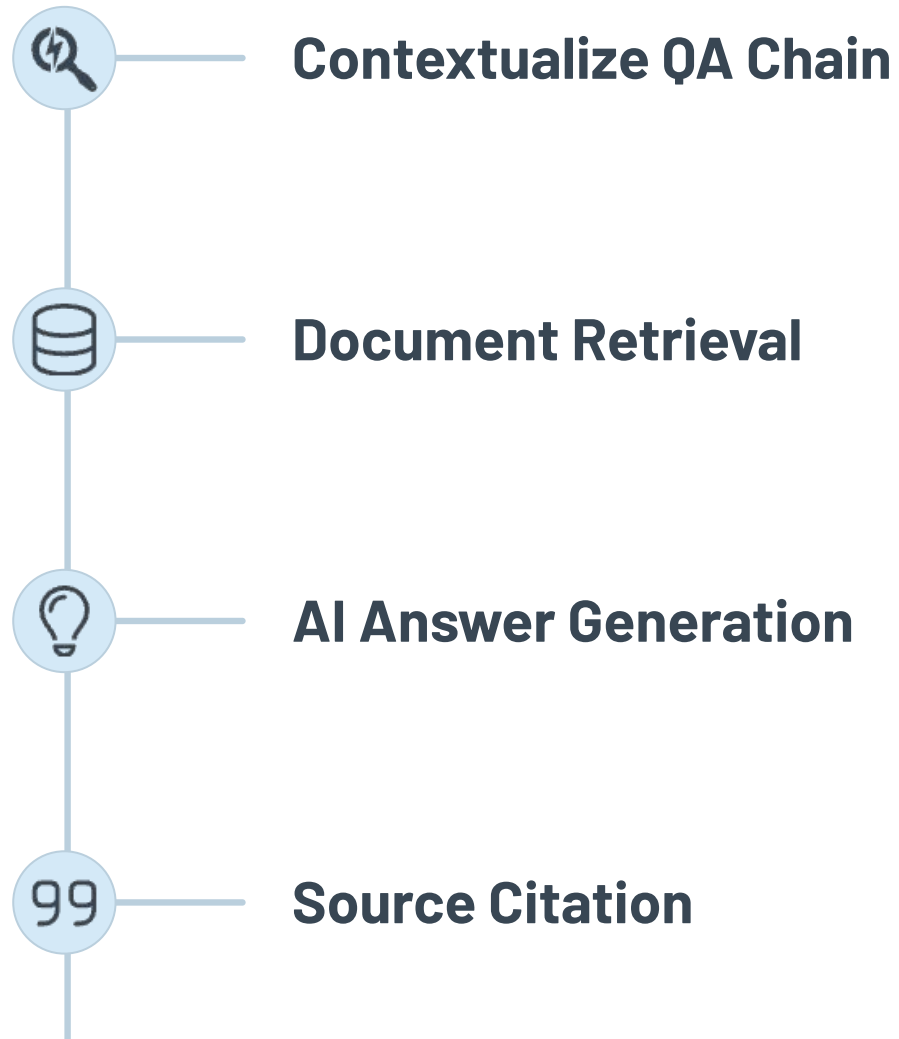 Contextualize QA Chain
Document Retrieval
AI Answer Generation
Source Citation